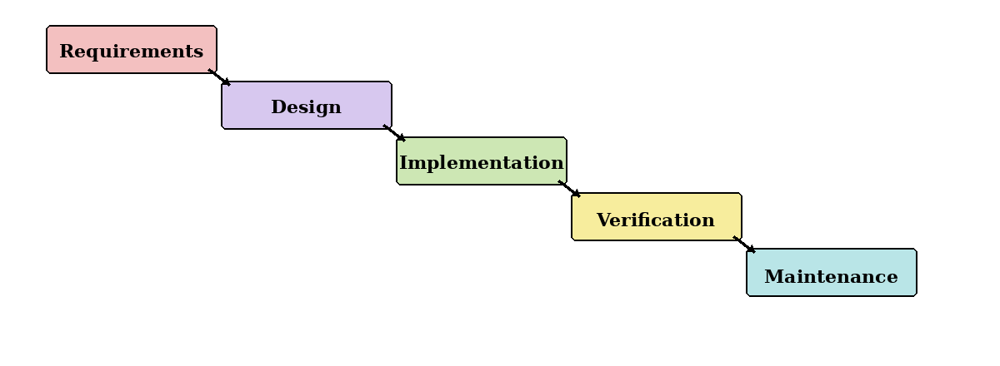 Requirements
Design
Implementation
Verification
Maintenance